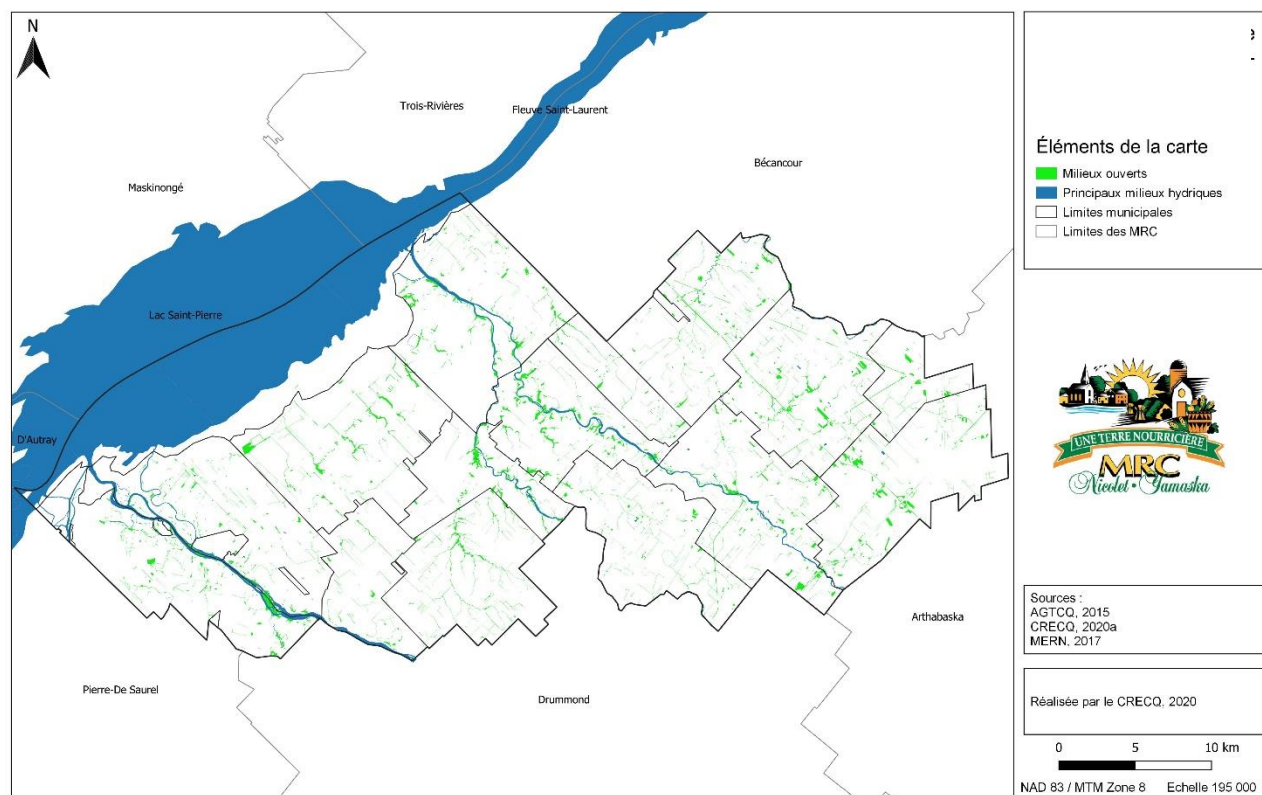 N
Trois-Rivières
Fleuve Saint-Laurent
Maskinongé
Bécancour
Lac Saint-Pierre
D'Autray
Arthabaska
Pierre-De Saurel
Drummond
Éléments de la carte
Milieux ouverts
Principaux milieux hydriques
Limites municipales
Limites des MRC
UNE TERRE NOURRICIÈRE
MRC
Nicolet • Yamaska
Sources :
AGTCQ, 2015
CRECQ, 2020a
MERN, 2017
Réalisée par le CRECQ, 2020
0 5 10 km
NAD 83 / MTM Zone 8 Echelle 195 000